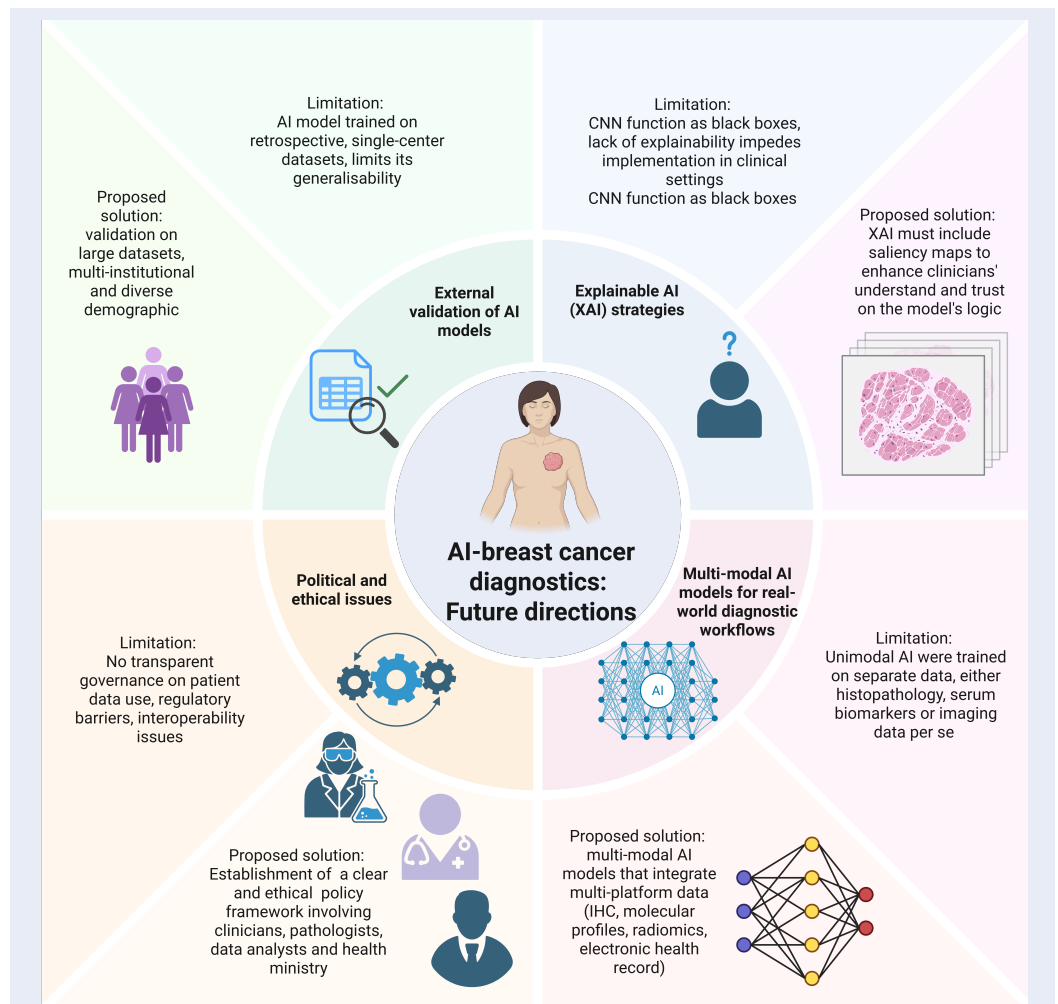 Limitation:
AI model trained on
retrospective, single-center
datasets, limits its
generalisability
Proposed
solution:
validation on
large datasets,
multi-institutional
and diverse
demographic
External
validation of AI
models
Limitation:
CNN function as black boxes,
lack of explainability impedes
implementation in clinical
settings
CNN function as black boxes
Proposed solution:
XAI must include
saliency maps to
enhance clinicians'
understand and trust
on the model's logic
Explainable AI
(XAI) strategies
?
AI-breast cancer
diagnostics:
Future directions
Political and
ethical issues
Limitation:
No transparent
governance on patient
data use, regulatory
barriers, interoperability
issues
Proposed solution:
Establishment of a clear
and ethical policy
framework involving
clinicians, pathologists,
data analysts and health
ministry
Multi-modal AI
models for real-
world diagnostic
workflows
AI
Limitation:
Unimodal AI were trained
on separate data, either
histopathology, serum
biomarkers or imaging
data per se
Proposed solution:
multi-modal AI
models that integrate
multi-platform data
(IHC, molecular
profiles, radiomics,
electronic health
record)